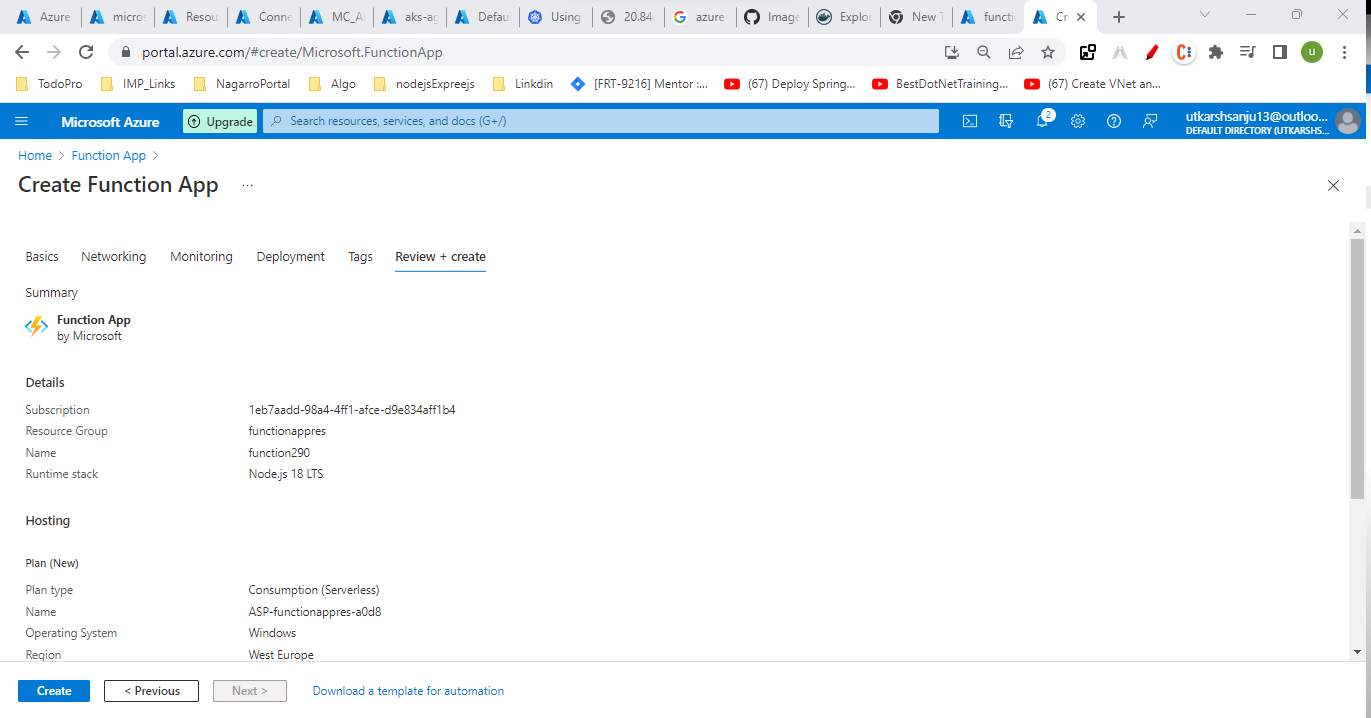 Azure micros Resou Conne MC_A aks-ag Defau Using 20.84. azure Image Explor New T functi Cr
portal.azure.com/#create/Microsoft.FunctionApp
u
TodoPro IMP_Links NagarroPortal Algo nodejsExpreejs Linkdin [FRT-9216] Mentor :... (67) Deploy Spring... BestDotNetTraining... (67) Create VNet an...
Microsoft Azure Upgrade Search resources, services, and docs (G+/) 2 utkarshsanju13@outloo...
DEFAULT DIRECTORY (UTKARSHS...
Home > Function App >
Create Function App ...
Basics Networking Monitoring Deployment Tags Review + create
Summary
Function App
by Microsoft
Details
Subscription 1eb7aadd-98a4-4ff1-afce-d9e834aff1b4
Resource Group functionappres
Name function290
Runtime stack Node.js 18 LTS
Hosting
Plan (New)
Plan type Consumption (Serverless)
Name ASP-functionappres-a0d8
Operating System Windows
Region West Europe
Create < Previous Next > Download a template for automation